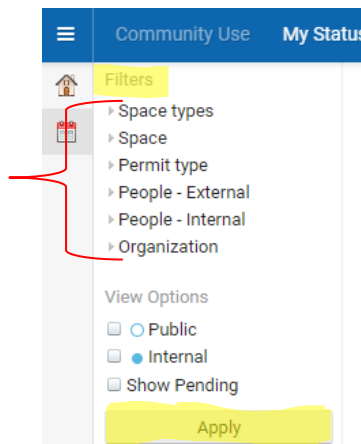 Community Use My Status
Filters
Space types
Space
Permit type
People - External
People - Internal
Organization
View Options
Public
Internal
Show Pending
Apply